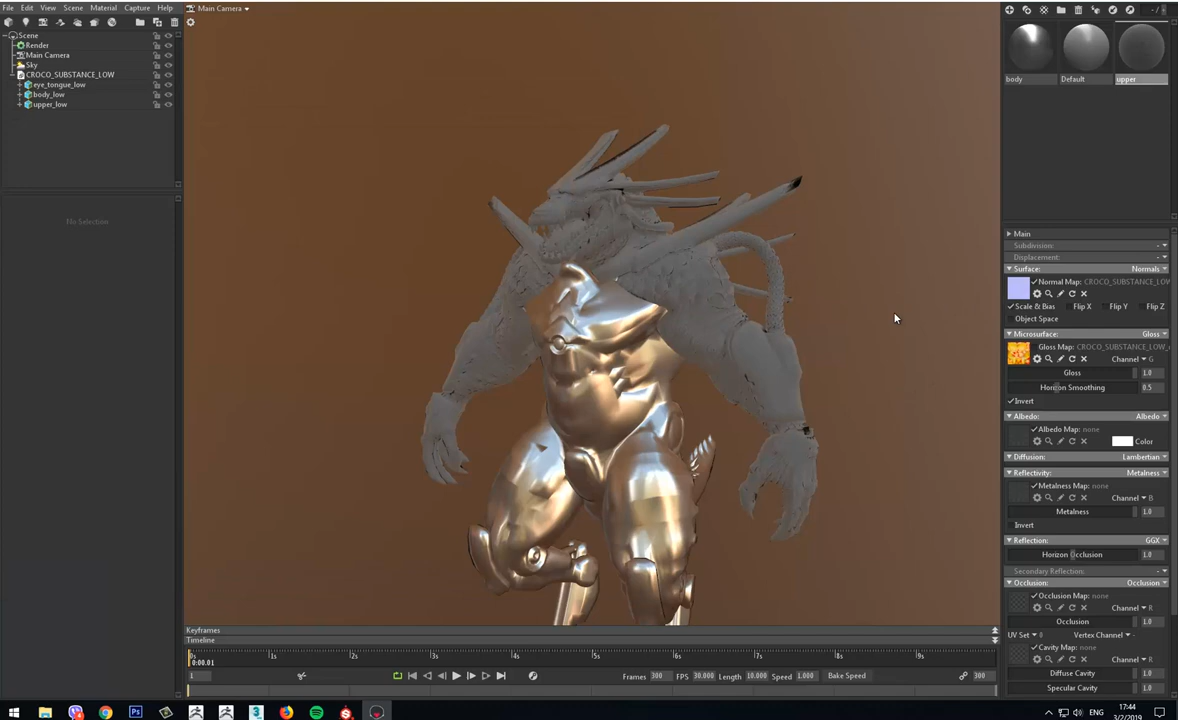 File Edit View Scene Material Capture Help
Main Camera
- /
Scene
Render
Main Camera
Sky
CROCO_SUBSTANCE_LOW
eye_tongue_low
body_low
upper_low
File Selection
body Default upper
Main
Subdivision: -
Displacement: -
Surface: Normals
Normal Map: CROCO_SUBSTANCE_LOW
Scale & Bias Flip X Flip Y Flip Z
Object Space
Microsurface: Gloss
Gloss Map: CROCO_SUBSTANCE_LOW_
Channel G
Gloss 1.0
Horizon Smoothing 0.5
Invert
Albedo: Albedo
Albedo Map: none
Color
Diffusion: Lambertian
Reflectivity: Metalness
Metalness Map: none
Channel B
Metalness 1.0
Invert
Reflection: GGX
Horizon Occlusion 1.0
Secondary Reflection: -
Occlusion: Occlusion
Occlusion Map: none
Channel R
Occlusion 1.0
UV Set 0 Vertex Channel -
Cavity Map: none
Channel R
Diffuse Cavity 1.0
Specular Cavity 1.0
Keyframes
Timeline
0s 1s 2s 3s 4s 5s 6s 7s 8s 9s
0:00.01
1 Frames 300 FPS 30.000 Length 10.000 Speed 1.000 Bake Speed 300
ENG 17:44
3/2/2019